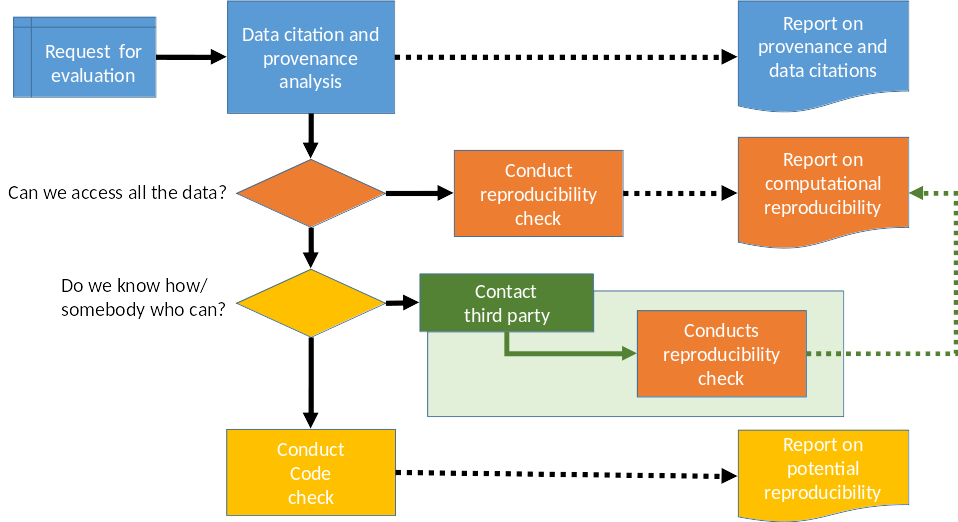 Request for
evaluation
Data citation and
provenance
analysis
Report on
provenance and
data citations
Can we access all the data?
Conduct
reproducibility
check
Report on
computational
reproducibility
Do we know how/
somebody who can?
Contact
third party
Conducts
reproducibility
check
Conduct
Code
check
Report on
potential
reproducibility